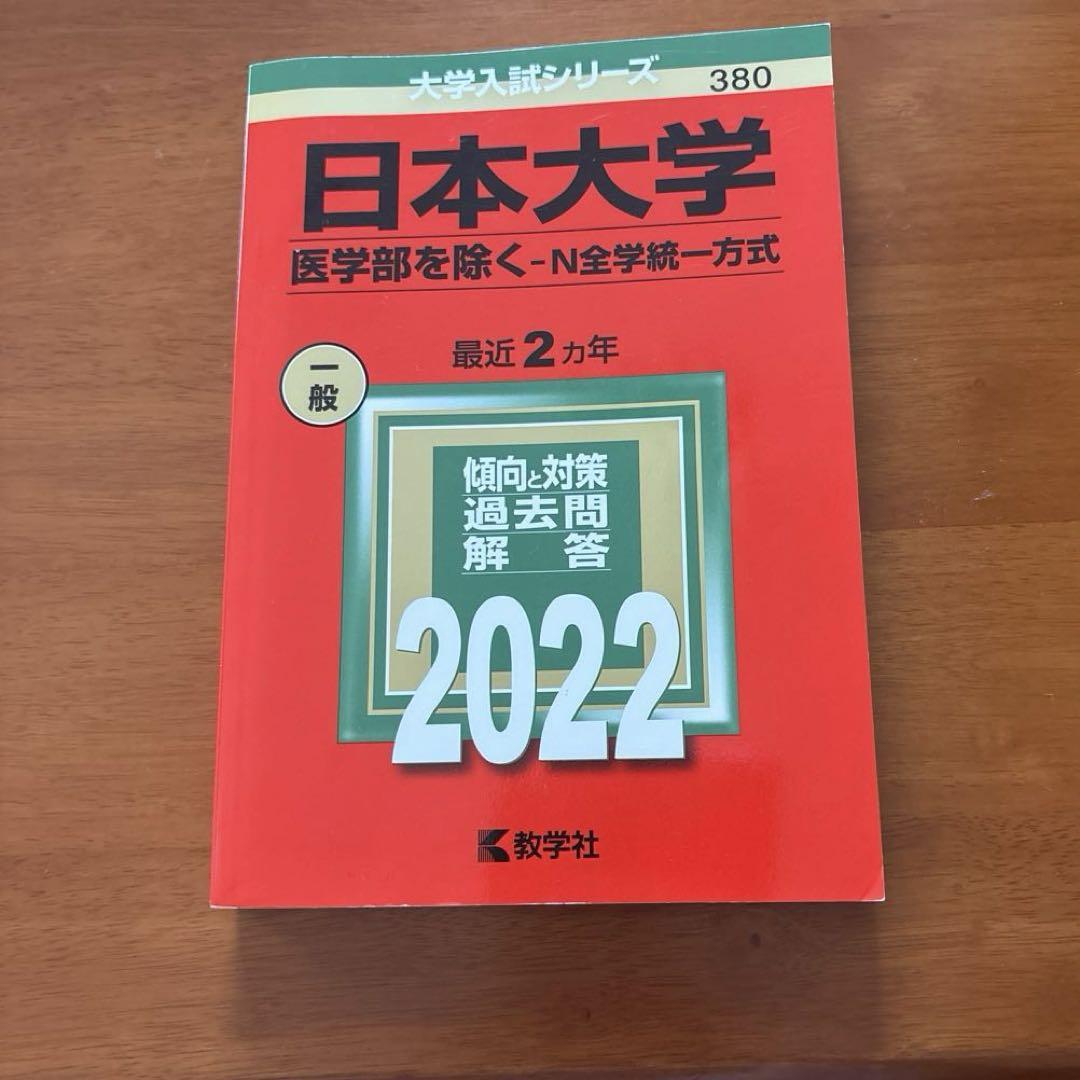 大学入試シリーズ 380
日本大学
医学部を除く-N全学統一方式
最近2カ年
一般
傾向と対策
過去問
解答
2022
教学社